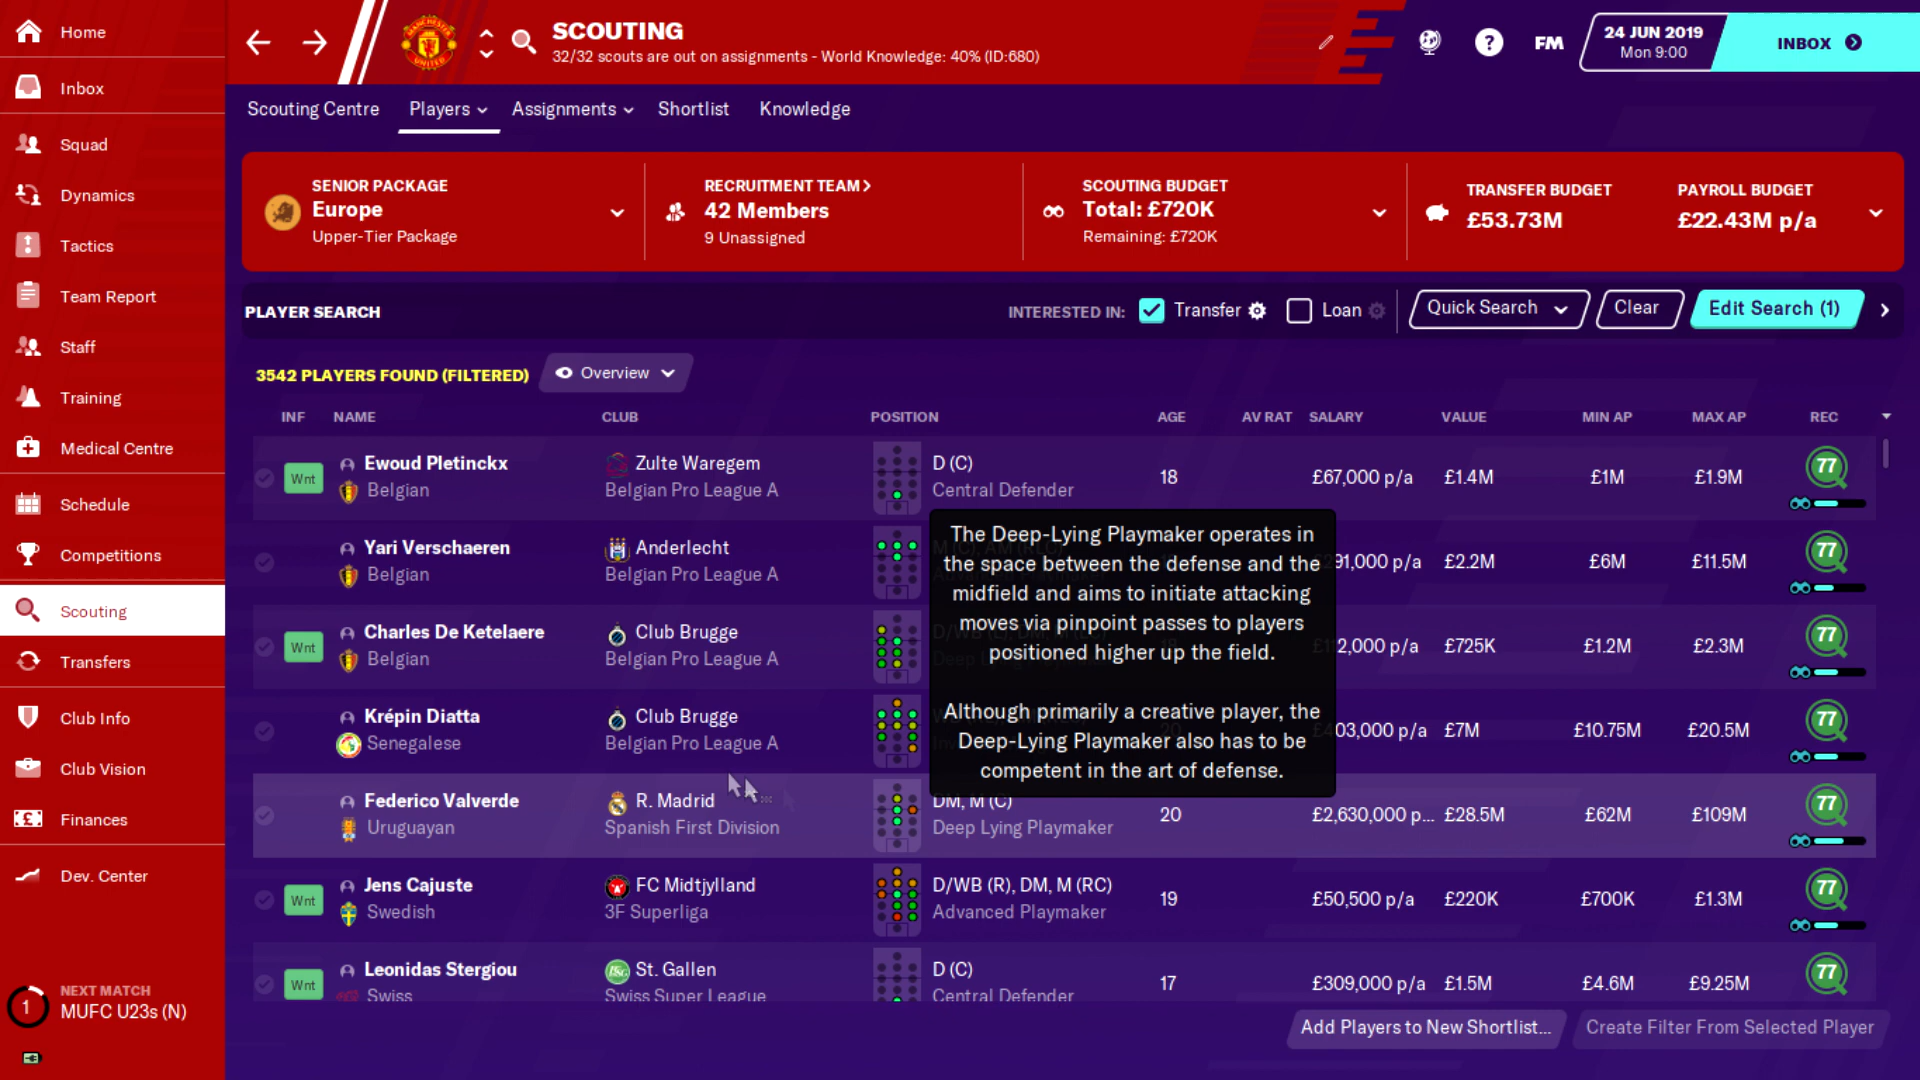 Home
Inbox
Squad
Dynamics
Tactics
Team Report
Staff
Training
Medical Centre
Schedule
Competitions
Scouting
Transfers
Club Info
Club Vision
Finances
Dev. Center
1
NEXT MATCH
MUFC U23s (N)
SCOUTING
32/32 scouts are out on assignments - World Knowledge: 40% (ID:680)
?
FM
24 JUN 2019
Mon 9:00
INBOX
Scouting Centre
Players
Assignments
Shortlist
Knowledge
SENIOR PACKAGE
Europe
Upper-Tier Package
RECRUITMENT TEAM
42 Members
9 Unassigned
SCOUTING BUDGET
Total: £720K
Remaining: £720K
TRANSFER BUDGET
£53.73M
PAYROLL BUDGET
£22.43M p/a
PLAYER SEARCH
INTERESTED IN:
Transfer
Loan
Quick Search
Clear
Edit Search (1)
3542 PLAYERS FOUND (FILTERED)
Overview
INF NAME CLUB POSITION AGE AV RAT SALARY VALUE MIN AP MAX AP REC
Wnt Ewoud Pletinckx Zulte Waregem D (C) 18 £67,000 p/a £1.4M £1M £1.9M 77
Belgian Belgian Pro League A Central Defender
Yari Verschaeren Anderlecht 91,000 p/a £2.2M £6M £11.5M 77
Belgian Belgian Pro League A
Wnt Charles De Ketelaere Club Brugge 2,000 p/a £725K £1.2M £2.3M 77
Belgian Belgian Pro League A
Krépin Diatta Club Brugge 03,000 p/a £7M £10.75M £20.5M 77
Senegalese Belgian Pro League A
The Deep-Lying Playmaker operates in
the space between the defense and the
midfield and aims to initiate attacking
moves via pinpoint passes to players
positioned higher up the field.
Although primarily a creative player, the
Deep-Lying Playmaker also has to be
competent in the art of defense.
Federico Valverde R. Madrid DM, M (C) 20 £2,630,000 p... £28.5M £62M £109M 77
Uruguayan Spanish First Division Deep Lying Playmaker
Wnt Jens Cajuste FC Midtjylland D/WB (R), DM, M (RC) 19 £50,500 p/a £220K £700K £1.3M 77
Swedish 3F Superliga Advanced Playmaker
Wnt Leonidas Stergiou St. Gallen D (C) 17 £309,000 p/a £1.5M £4.6M £9.25M 77
Swiss Swiss Super League Central Defender
Add Players to New Shortlist...
Create Filter From Selected Player